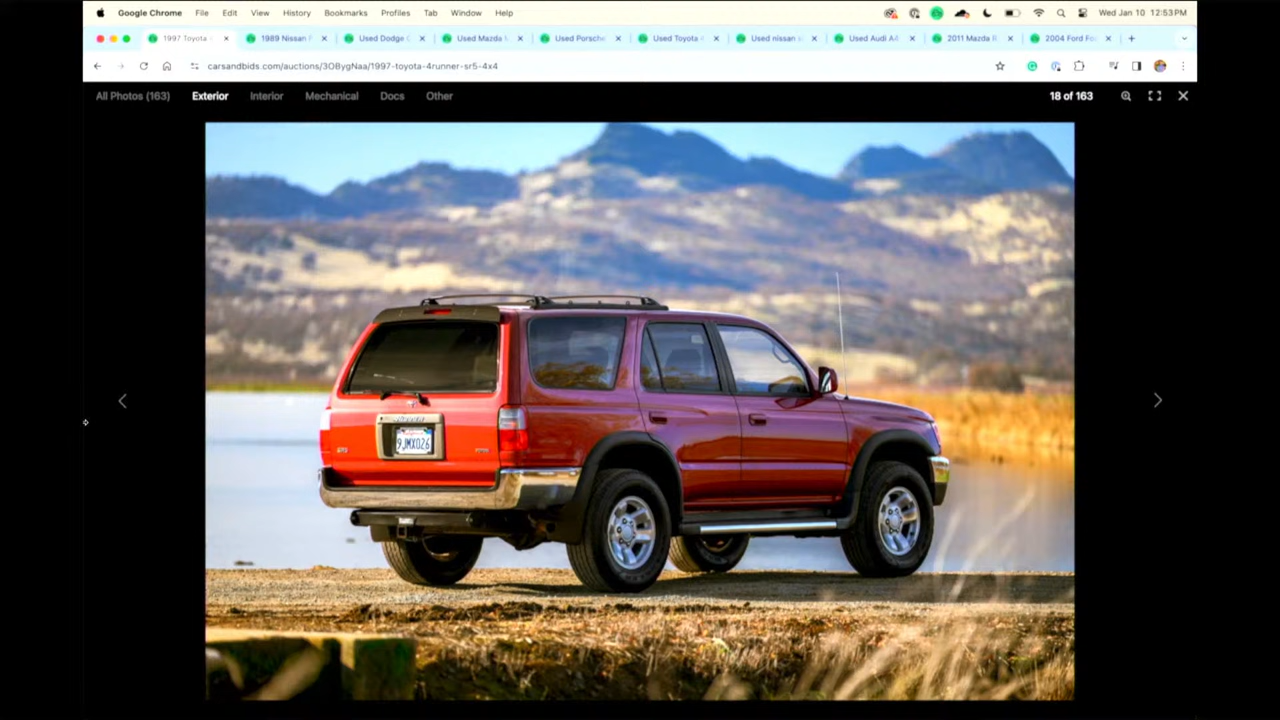 Google Chrome File Edit View History Bookmarks Profiles Tab Window Help Wed Jan 10 12:53PM
1997 Toyota 1989 Nissan F Used Dodge Used Mazda Used Porsche Used Toyota 4 Used nissan s Used Audi A4 2011 Mazda 2004 Ford Fo
carsandbids.com/auctions/3OBygNaa/1997-toyota-4runner-sr5-4x4
All Photos (163) Exterior Interior Mechanical Docs Other 18 of 163
9JMX026